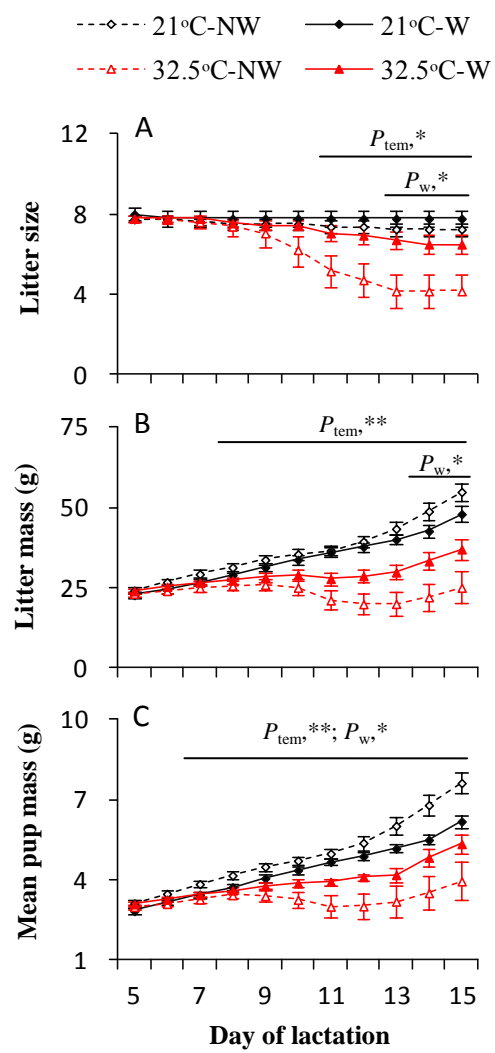 21°C-NW 21°C-W
32.5°C-NW 32.5°C-W
A
12
8
4
0
Litter size
Ptem,*
Pw,*
B
75
50
25
0
Litter mass (g)
Ptem,**
Pw,*
C
10
7
4
1
Mean pup mass (g)
Ptem,**; Pw,*
5 7 9 11 13 15
Day of lactation